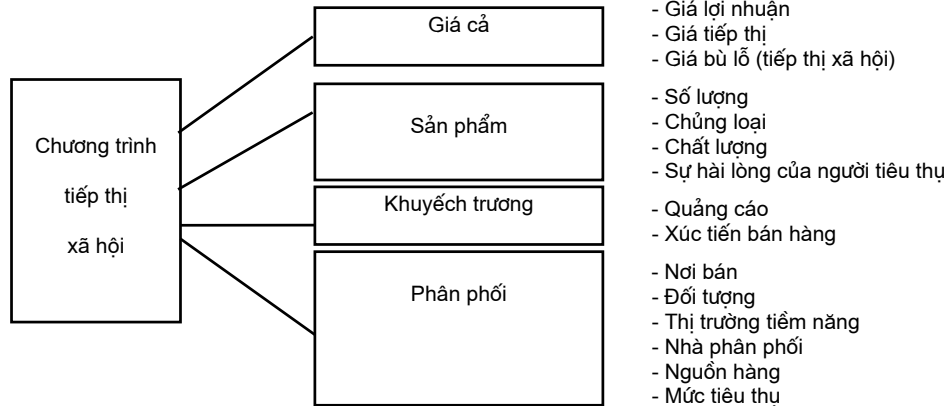 Chương trình
tiếp thị
xã hội
Giá cả
- Giá lợi nhuận
- Giá tiếp thị
- Giá bù lỗ (tiếp thị xã hội)
Sản phẩm
- Số lượng
- Chủng loại
- Chất lượng
- Sự hài lòng của người tiêu thụ
Khuyếch trương
- Quảng cáo
- Xúc tiến bán hàng
Phân phối
- Nơi bán
- Đối tượng
- Thị trường tiềm năng
- Nhà phân phối
- Nguồn hàng
- Mức tiêu thụ